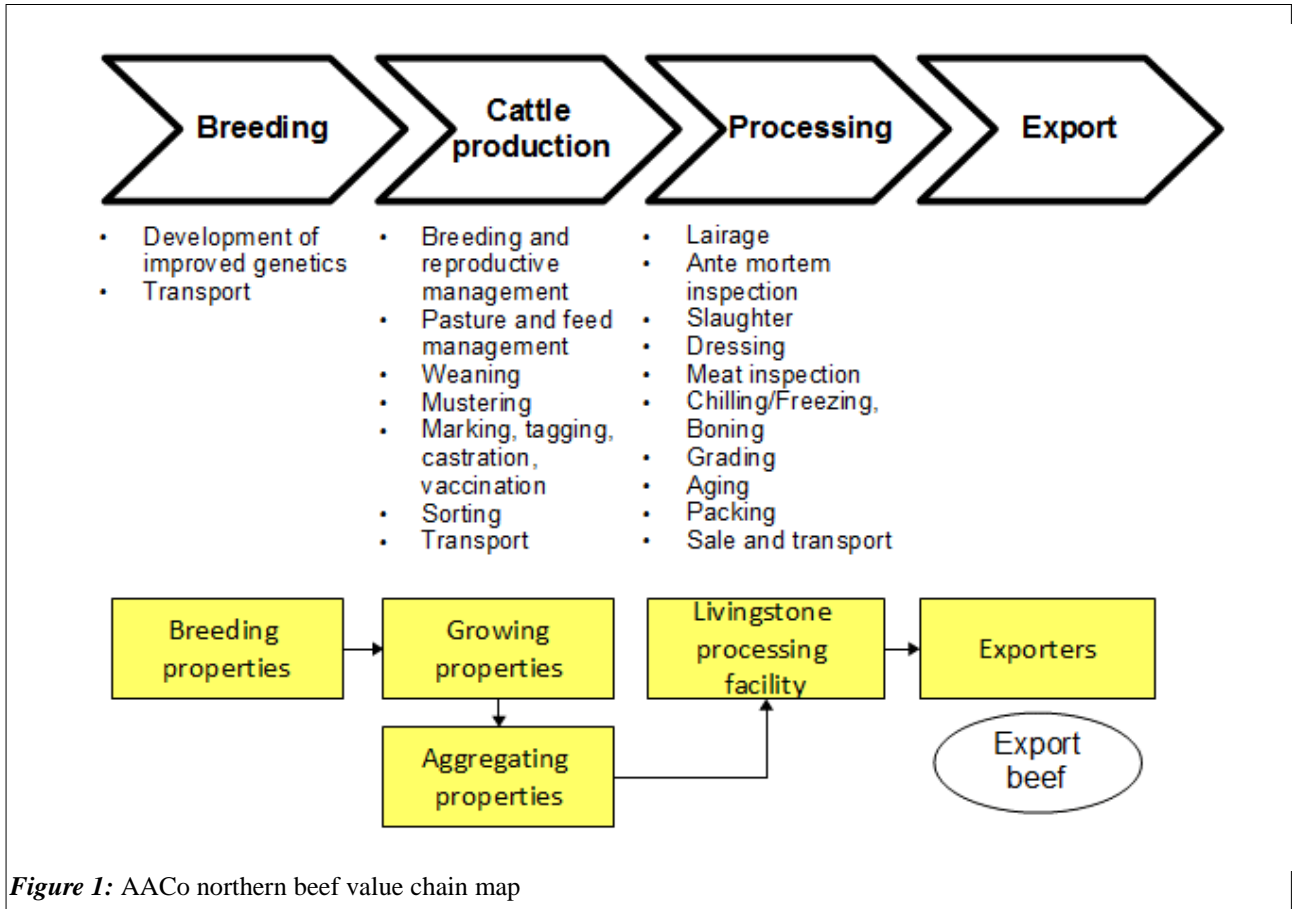 Breeding
Cattle
production
Processing
Export
• Development of
improved genetics
• Transport
• Breeding and
reproductive
management
• Pasture and feed
management
• Weaning
• Mustering
• Marking, tagging,
castration,
vaccination
• Sorting
• Transport
• Lairage
• Ante mortem
inspection
• Slaughter
• Dressing
• Meat inspection
• Chilling/Freezing,
Boning
• Grading
• Aging
• Packing
• Sale and transport
Breeding
properties
Growing
properties
Aggregating
properties
Livingstone
processing
facility
Exporters
Export
beef
Figure 1: AACo northern beef value chain map